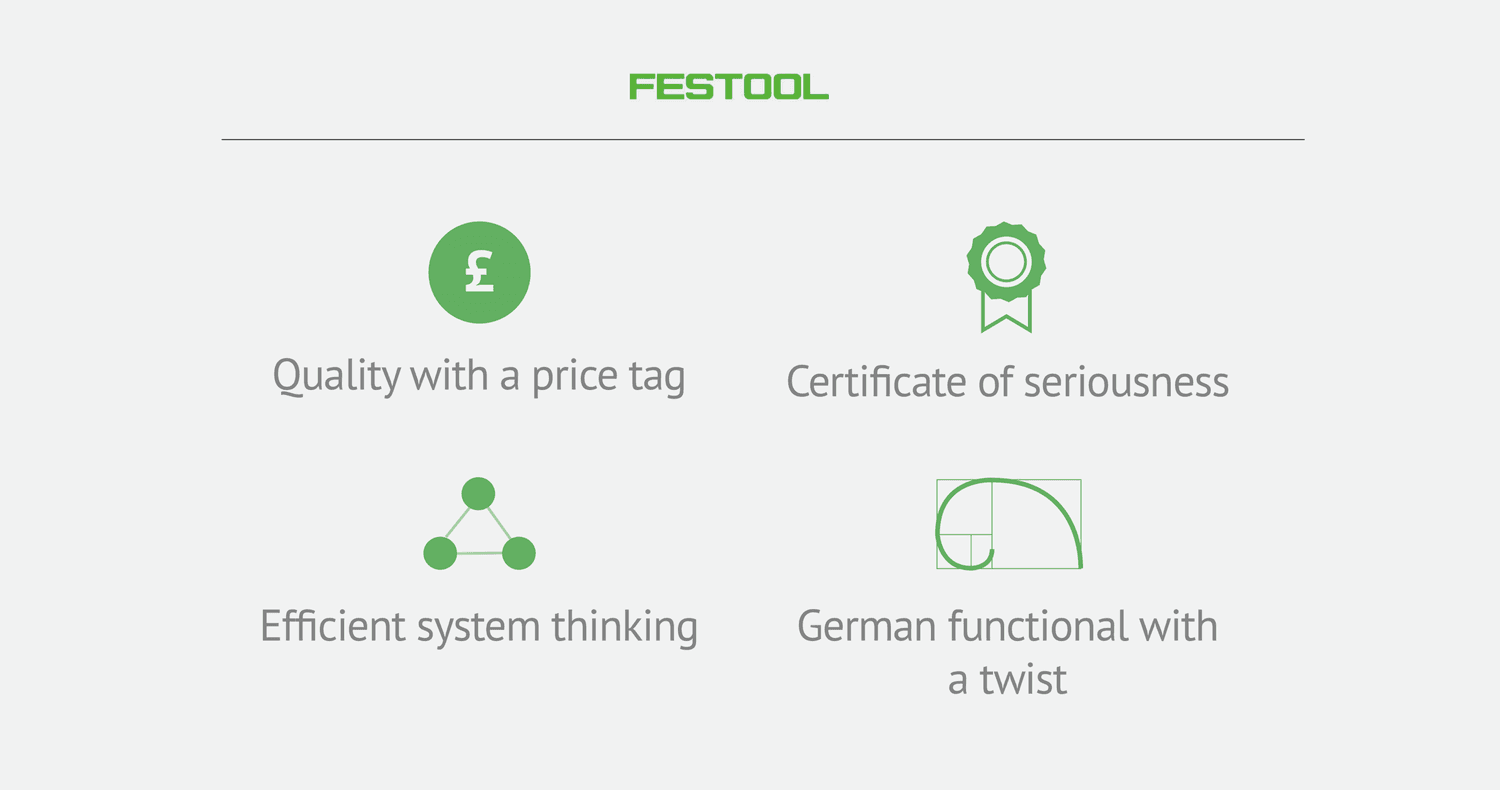 FESTOOL
£
Quality with a price tag
Certificate of seriousness
Efficient system thinking
German functional with
a twist